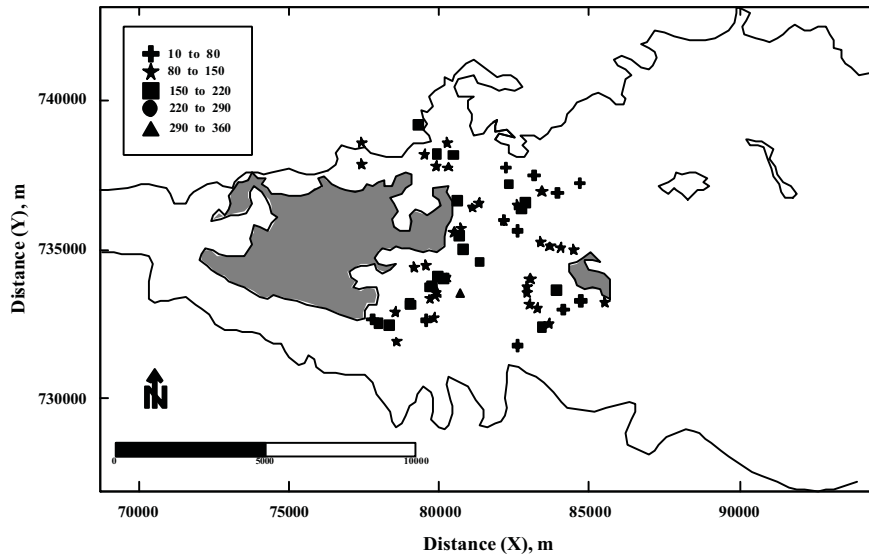 740000
735000
730000
Distance (Y), m
10 to 80
80 to 150
150 to 220
220 to 290
290 to 360
N
0
5000
10000
70000 75000 80000 85000 90000
Distance (X), m